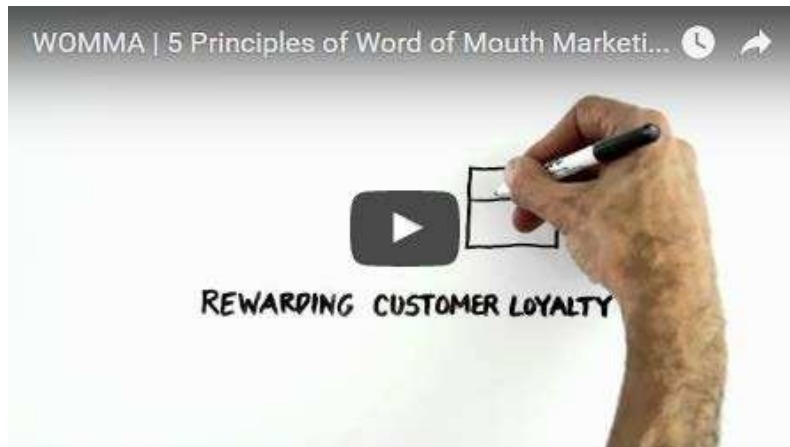 WOMMA | 5 Principles of Word of Mouth Marketi...
REWARDING CUSTOMER LOYALTY